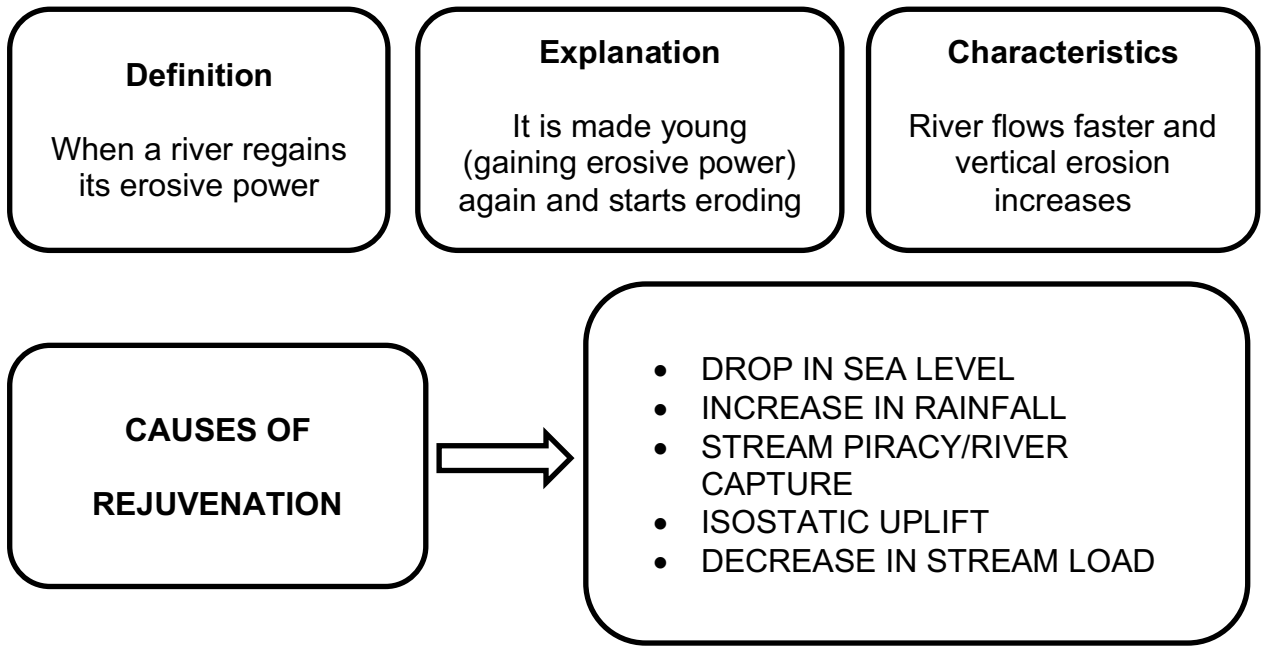 Definition
When a river regains
its erosive power
Explanation
It is made young
(gaining erosive power)
again and starts eroding
Characteristics
River flows faster and
vertical erosion
increases
CAUSES OF
REJUVENATION
• DROP IN SEA LEVEL
• INCREASE IN RAINFALL
• STREAM PIRACY/RIVER
CAPTURE
• ISOSTATIC UPLIFT
• DECREASE IN STREAM LOAD